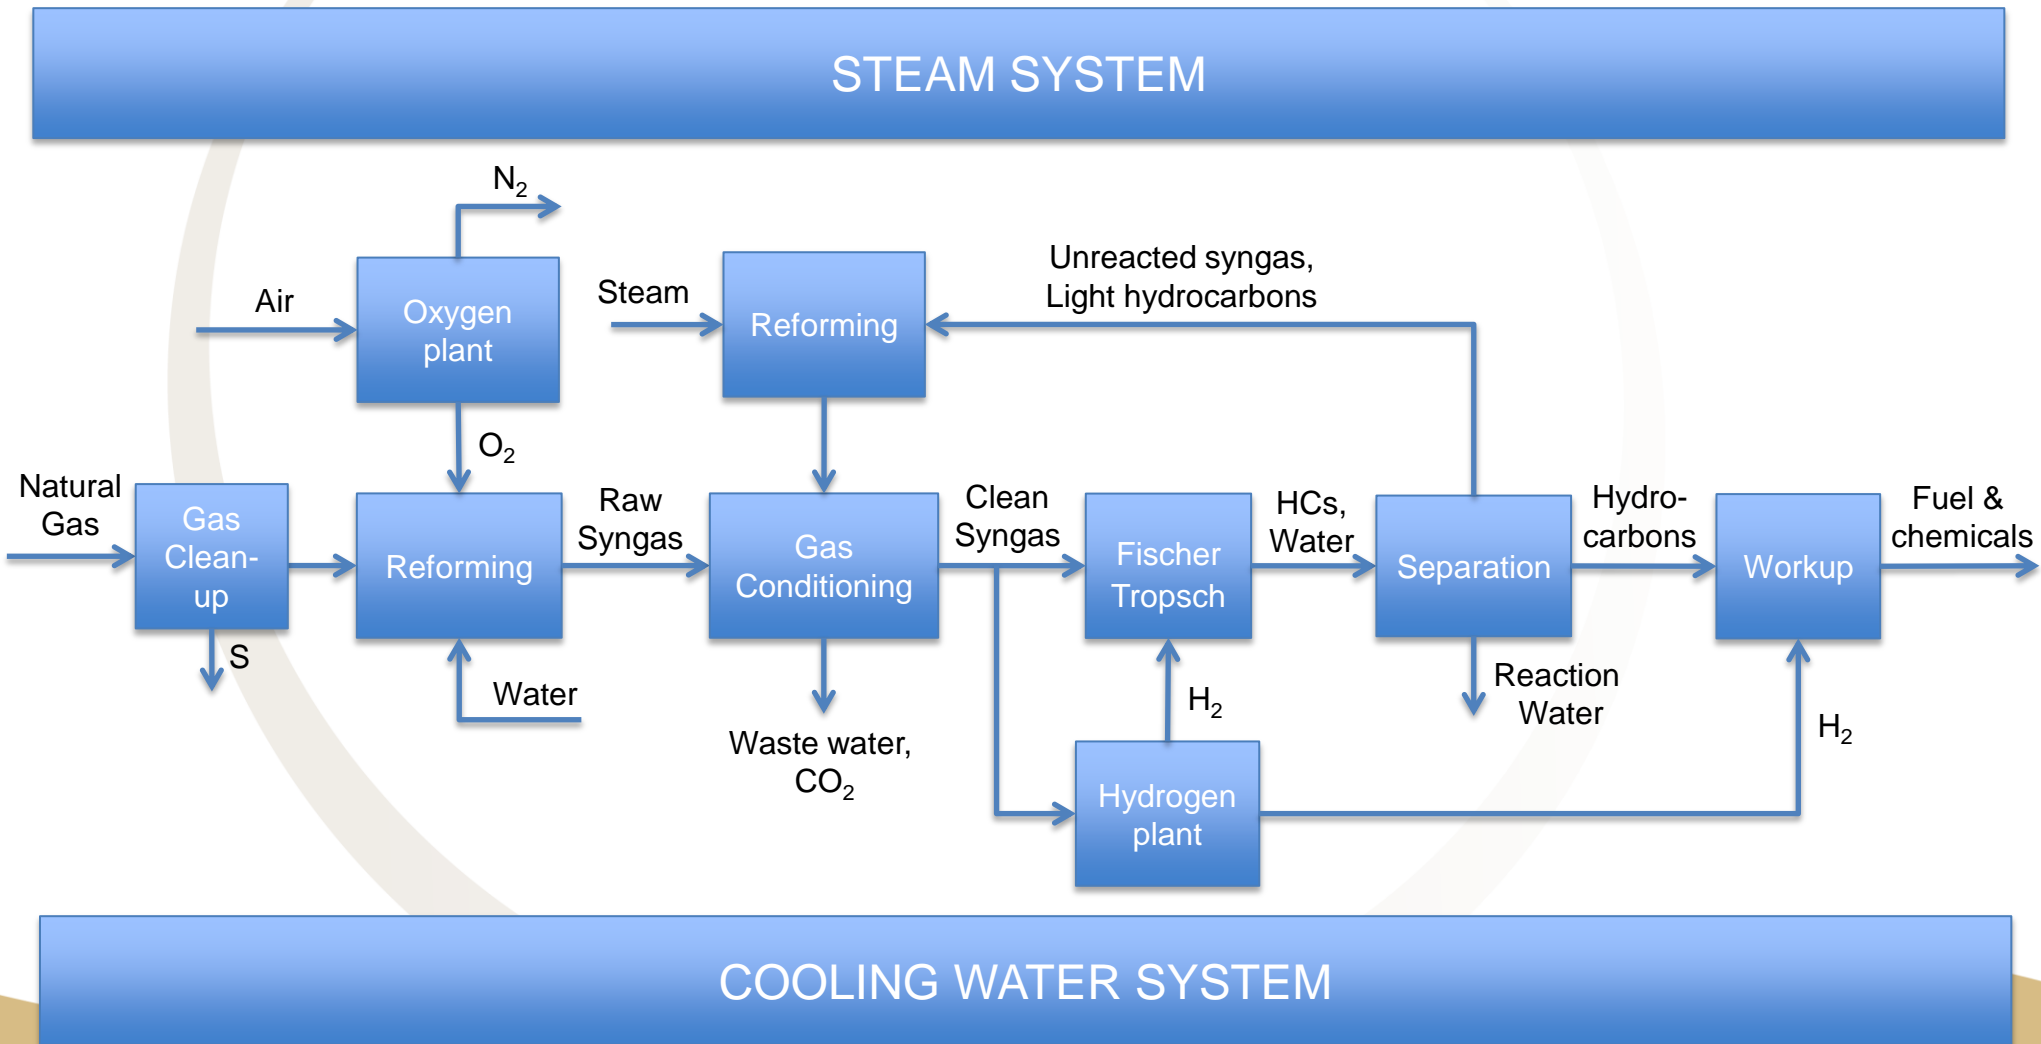 STEAM SYSTEM
N₂
Air
Oxygen
plant
O₂
Steam
Reforming
Unreacted syngas,
Light hydrocarbons
Natural
Gas
Gas
Clean-
up
S
Reforming
Water
Raw
Syngas
Gas
Conditioning
Waste water,
CO₂
Clean
Syngas
Fischer
Tropsch
H₂
Hydrogen
plant
HCs,
Water
Separation
Reaction
Water
Hydro-
carbons
Workup
H₂
Fuel &
chemicals
COOLING WATER SYSTEM